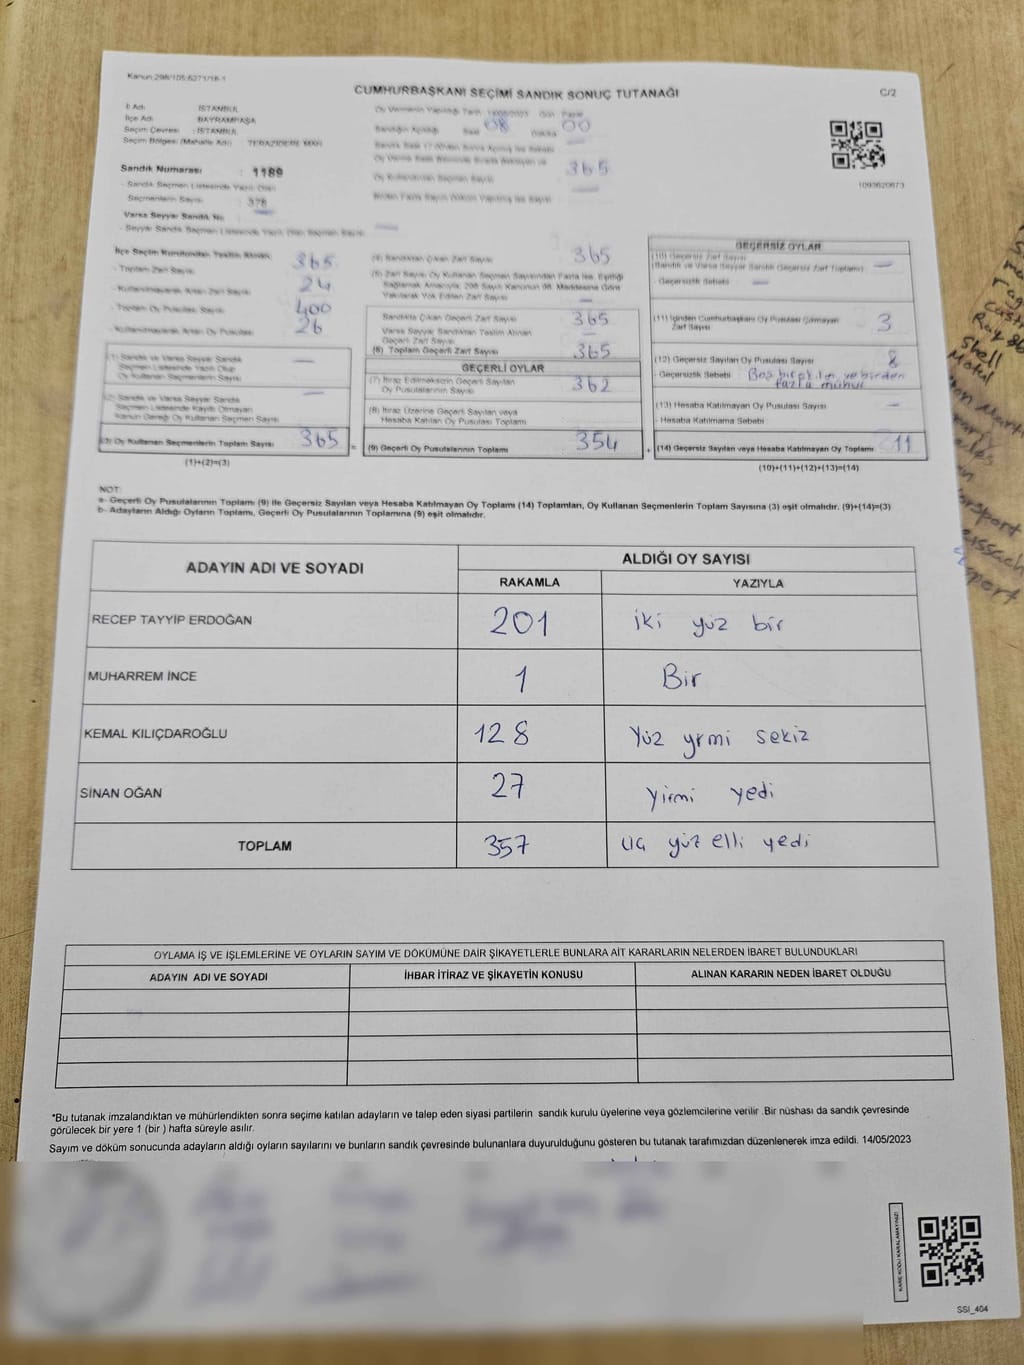 Kanun:298/105:6271/16-1
CUMHURBAŞKANI SEÇİMİ SANDIK SONUÇ TUTANAĞI
C/2
İl Adı : İSTANBUL
İlçe Adı : BAYRAMPAŞA
Seçim Çevresi : İSTANBUL
Seçim Bölgesi (Mahalle Adı) : TERAZİDERE MAH.
Sandık Numarası : 1189
- Sandık Seçmen Listesinde Yazılı Olan
Seçmenlerin Sayısı : 378
Varsa Seyyar Sandık No
- Seyyar Sandık Seçmen Listesinde Yazılı Olan Seçmen Sayısı
Oy Vermenin Yapıldığı Tarih 14/05/2023 Gün Pazar
Sandığın Açıldığı Saat 08 Dakika 00
365
1093620673
İlçe Seçim Kurulundan Teslim Alınan
- Toplam Zarf Sayısı 365
- Kullanılmayarak Artan Zarf Sayısı 24
- Toplam Oy Pusulası Sayısı 400
- Kullanılmayarak Artan Oy Pusulası 26
(1) Sandık ve Varsa Seyyar Sandık
Seçmen Listesinde Yazılı Olup
Oy Kullanan Seçmenlerin Sayısı —
(2) Sandık ve Varsa Seyyar Sandık
Seçmen Listesinde Kayıtlı Olmayan
Kanun Gereği Oy Kullanan Seçmen Sayısı —
(3) Oy Kullanan Seçmenlerin Toplam Sayısı 365
(1)+(2)=(3)
(4) Sandıktan Çıkan Zarf Sayısı 365
(5) Zarf Sayısı Oy Kullanan Seçmen Sayısından Fazla İse, Eşitliği
Sağlamak Amacıyla, 298 Sayılı Kanunun 98. Maddesine Göre
Yakılarak Yok Edilen Zarf Sayısı —
Sandıkta Çıkan Geçerli Zarf Sayısı 365
Varsa Seyyar Sandıktan Teslim Alınan
Geçerli Zarf Sayısı —
(6) Toplam Geçerli Zarf Sayısı 365
GEÇERLİ OYLAR
(7) İtiraz Edilmeksizin Geçerli Sayılan
Oy Pusulasının Sayısı 362
(8) İtiraz Üzerine Geçerli Sayılan veya
Hesaba Katılan Oy Pusulası Toplamı
(9) Geçerli Oy Pusulalarının Toplamı 354
GEÇERSİZ OYLAR
(10) Geçersiz Zarf Sayısı
(Sandık ve Varsa Seyyar Sandık Geçersiz Zarf Toplamı) —
- Geçersizlik Sebebi —
(11) İçinden Cumhurbaşkanı Oy Pusulası Çıkmayan
Zarf Sayısı 3
(12) Geçersiz Sayılan Oy Pusulası Sayısı 8
- Geçersizlik Sebebi Boş bırakılan ve birden
fazla mühür
(13) Hesaba Katılmayan Oy Pusulası Sayısı —
- Hesaba Katılmama Sebebi
(14) Geçersiz Sayılan veya Hesaba Katılmayan Oy Toplamı 11
(10)+(11)+(12)+(13)=(14)
NOT:
a- Geçerli Oy Pusulalarının Toplamı (9) ile Geçersiz Sayılan veya Hesaba Katılmayan Oy Toplamı (14) Toplamları, Oy Kullanan Seçmenlerin Toplam Sayısına (3) eşit olmalıdır. (9)+(14)=(3)
b- Adayların Aldığı Oyların Toplamı, Geçerli Oy Pusulalarının Toplamına (9) eşit olmalıdır.
ADAYIN ADI VE SOYADI
ALDIĞI OY SAYISI
RAKAMLA YAZIYLA
RECEP TAYYİP ERDOĞAN 201 iki yüz bir
MUHARREM İNCE 1 Bir
KEMAL KILIÇDAROĞLU 128 Yüz yrmi sekiz
SİNAN OĞAN 27 Yirmi yedi
TOPLAM 357 üç yüz elli yedi
OYLAMA İŞ VE İŞLEMLERİNE VE OYLARIN SAYIM VE DÖKÜMÜNE DAİR ŞİKAYETLERLE BUNLARA AİT KARARLARIN NELERDEN İBARET BULUNDUKLARI
ADAYIN ADI VE SOYADI İHBAR İTİRAZ VE ŞİKAYETİN KONUSU ALINAN KARARIN NEDEN İBARET OLDUĞU
*Bu tutanak imzalandıktan ve mühürlendikten sonra seçime katılan adayların ve talep eden siyasi partilerin sandık kurulu üyelerine veya gözlemcilerine verilir .Bir nüshası da sandık çevresinde
görülecek bir yere 1 (bir ) hafta süreyle asılır.
Sayım ve döküm sonucunda adayların aldığı oyların sayılarını ve bunların sandık çevresinde bulunanlara duyurulduğunu gösteren bu tutanak tarafımızdan düzenlenerek imza edildi. 14/05/2023
KARE KODU KARALAMAYINIZ!
SSI_404
Shell
Motul